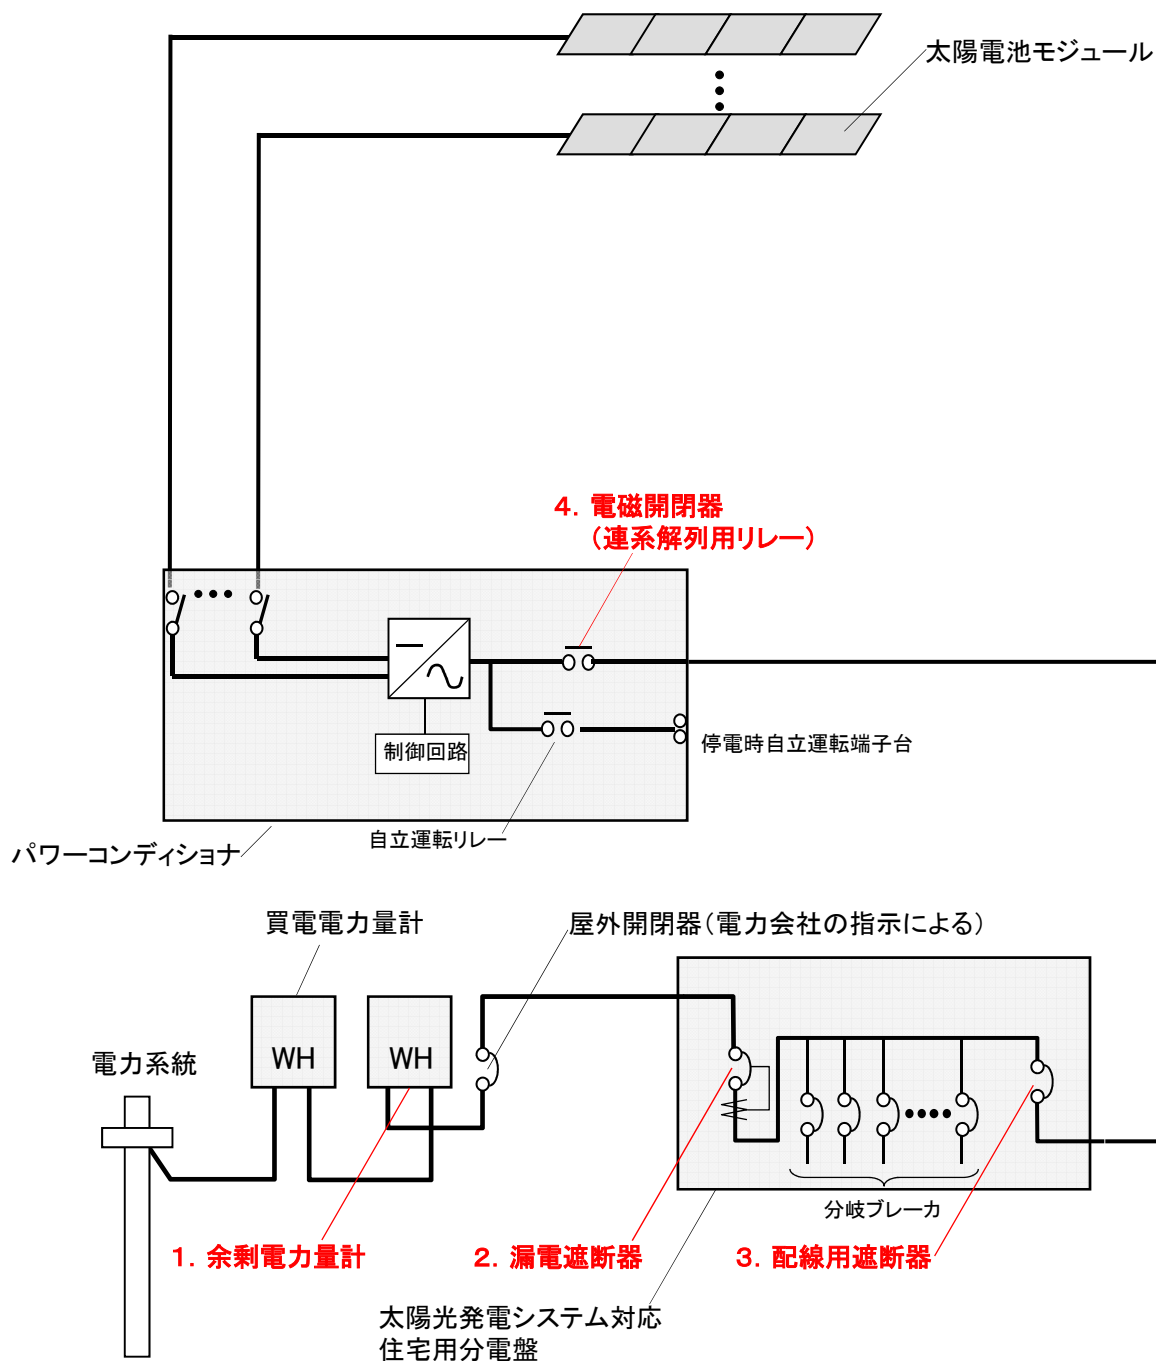 太陽電池モジュール
４．電磁開閉器
（連系解列用リレー）
制御回路
停電時自立運転端子台
自立運転リレー
パワーコンディショナ
買電電力量計
屋外開閉器（電力会社の指示による）
電力系統
WH
WH
分岐ブレーカ
１．余剰電力量計
２．漏電遮断器
３．配線用遮断器
太陽光発電システム対応
住宅用分電盤